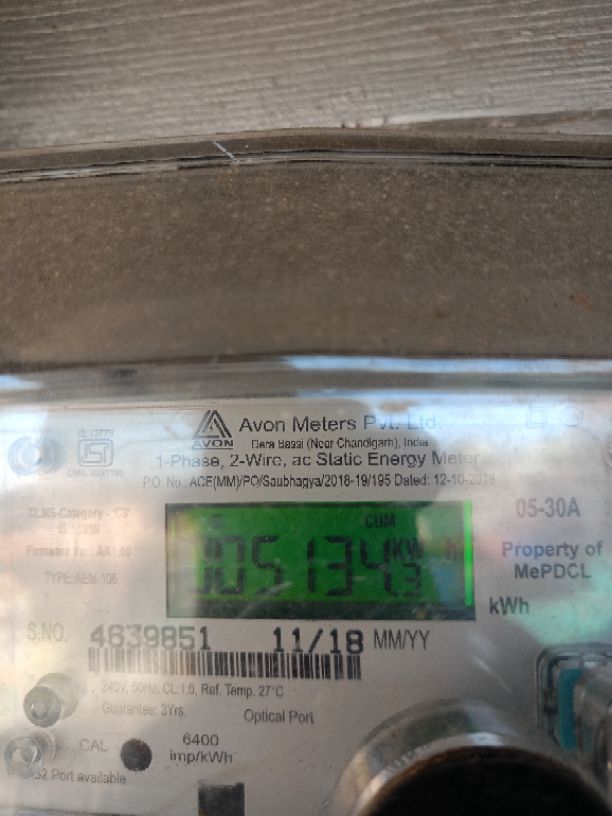 Avon Meters Pvt. Ltd.
AVON
Dera Bassi (Near Chandigarh), India
IS:13779
1-Phase, 2-Wire, ac Static Energy Meter
P.O. No.: ACE(MM)/PO/Saubhagya/2018-19/195 Dated: 12-10-2018
DLMS-Category - 'C3'
Firmware Ver.: AA1.00
TYPE: AEM-106
CUM
005134.3 KW h
kWh
05-30A
Property of
MePDCL
S.NO. 4639851 11/18 MM/YY
240V, 50Hz, CL:1.0, Ref. Temp. 27°C
Guarantee: 3Yrs.
Optical Port
CAL
6400
imp/kWh
Port available